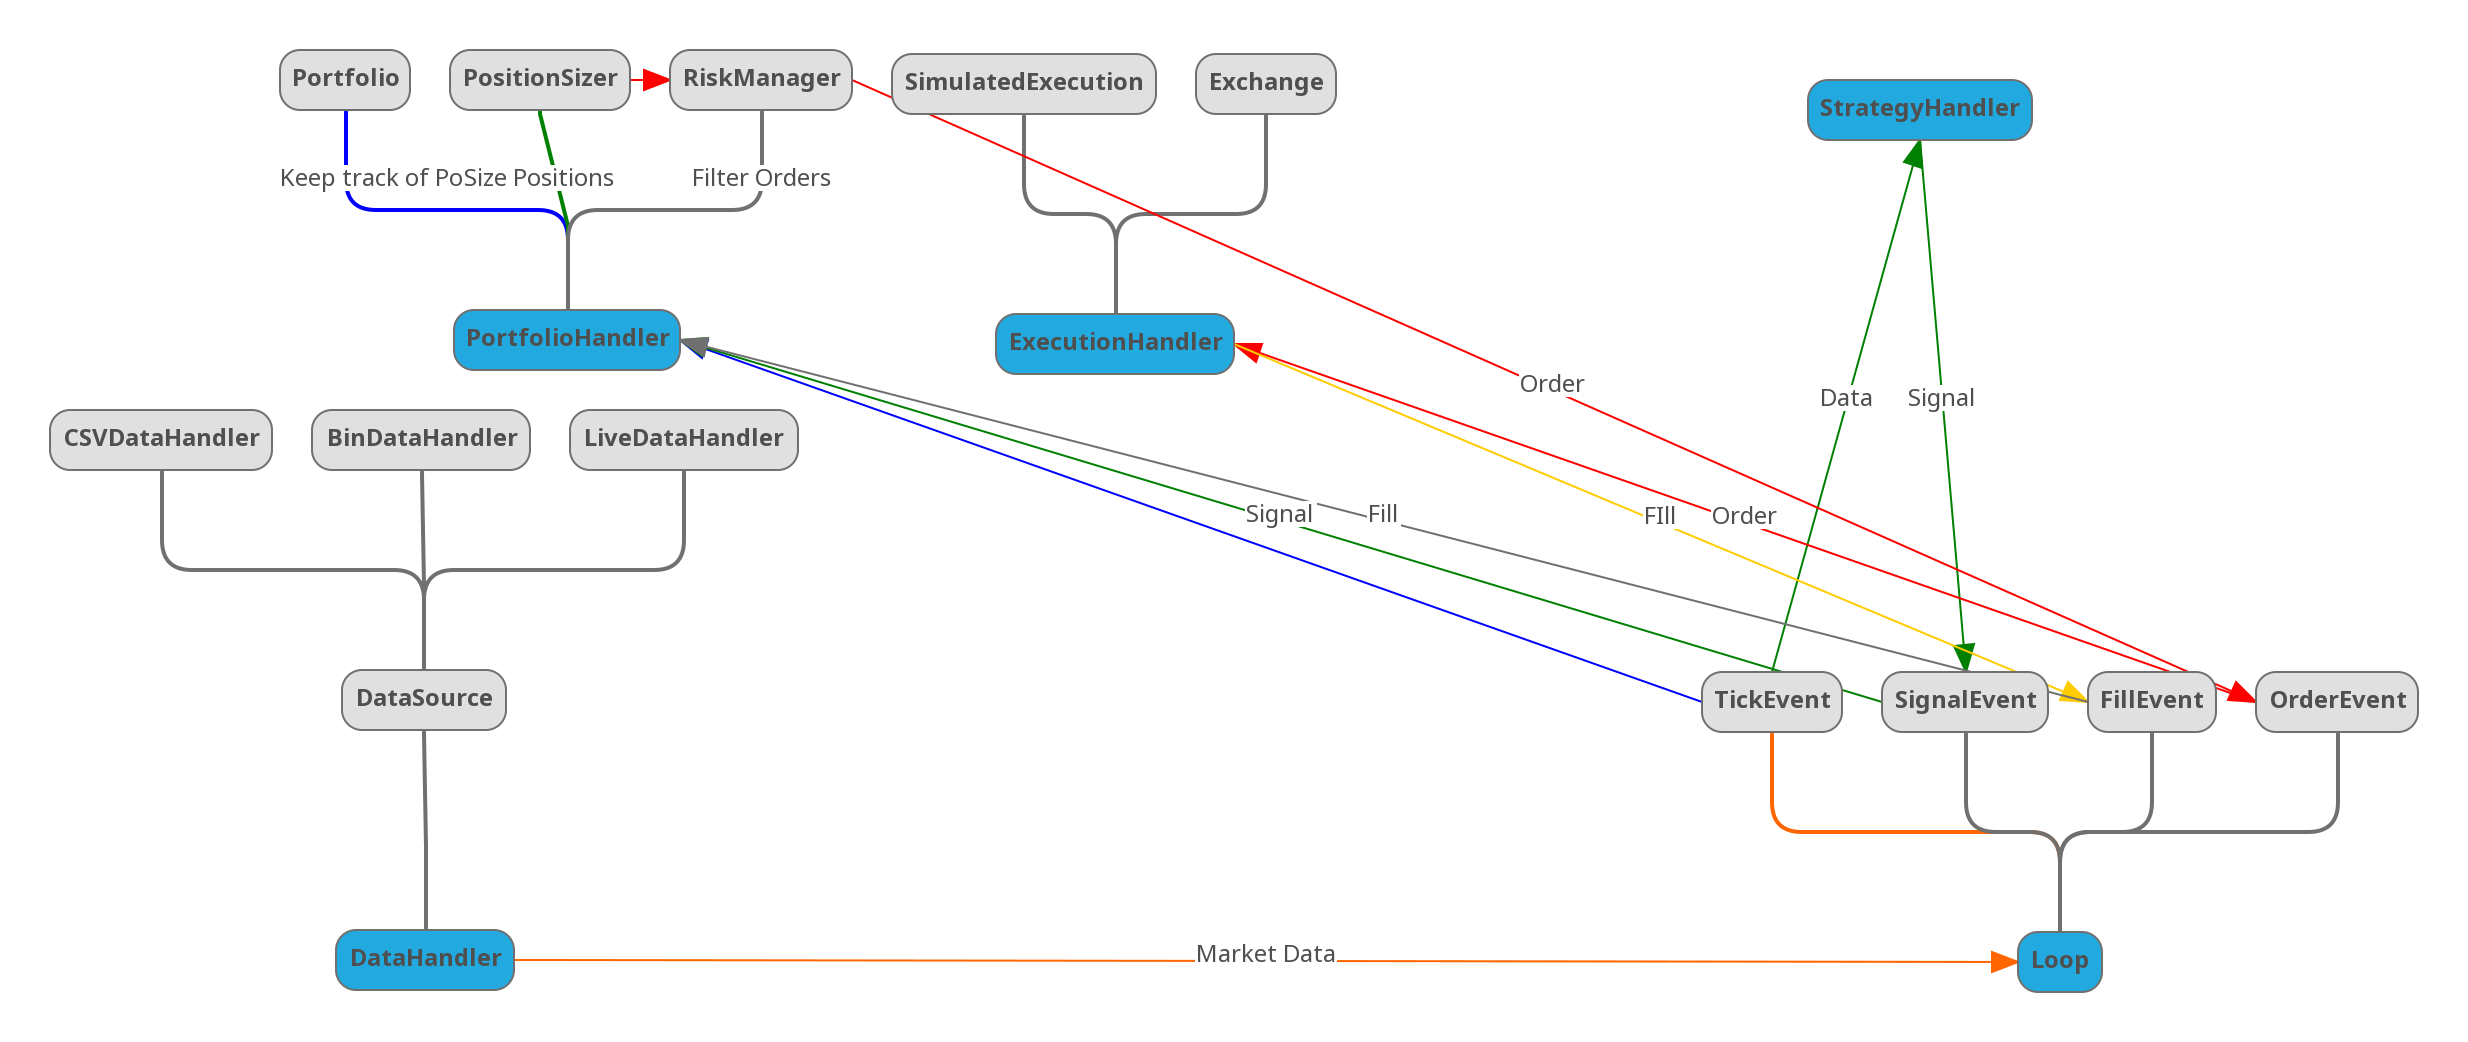 Portfolio
PositionSizer
RiskManager
SimulatedExecution
Exchange
StrategyHandler
Keep track of Positions
PoSize Positions
Filter Orders
PortfolioHandler
ExecutionHandler
Order
Data
Signal
CSVDataHandler
BinDataHandler
LiveDataHandler
Signal
Fill
FIll
Order
DataSource
TickEvent
SignalEvent
FillEvent
OrderEvent
DataHandler
Market Data
Loop